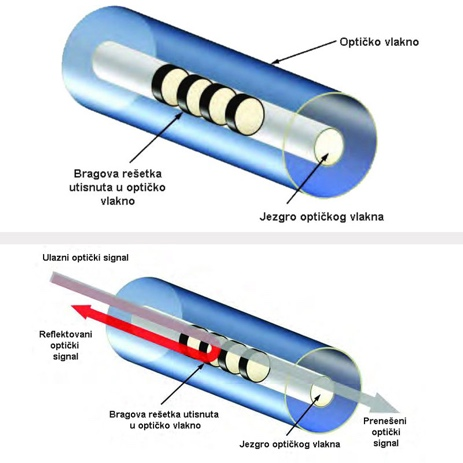 Optičko vlakno
Bragova rešetka
utisnuta u optičko
vlakno
Jezgro optičkog vlakna
Ulazni optički signal
Reflektovani
optički
signal
Bragova rešetka utisnuta
u optičko vlakno
Jezgro optičkog vlakna
Prenešeni
optički
signal